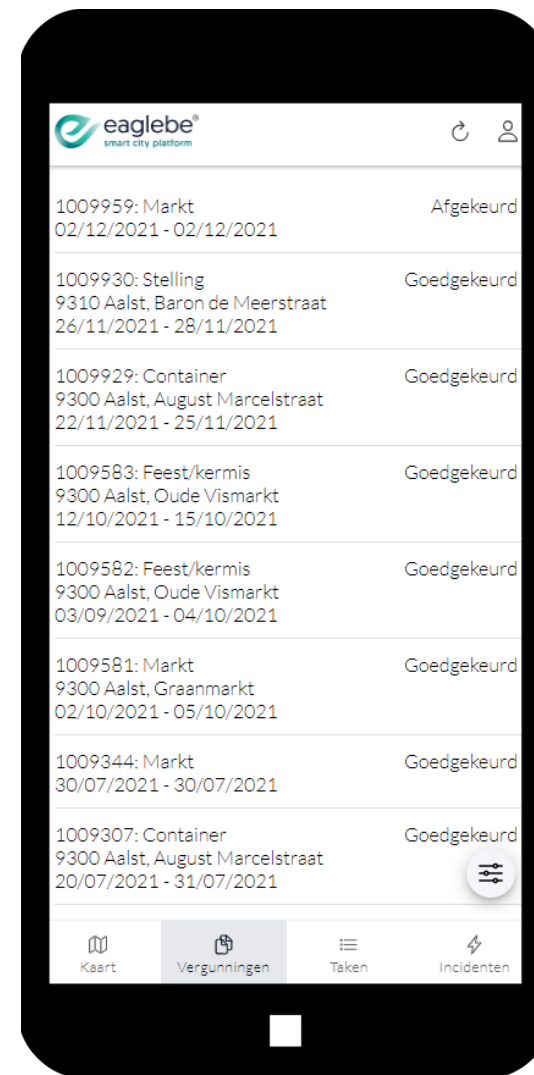 eaglebe®
smart city platform
1009959: Markt Afgekeurd
02/12/2021 - 02/12/2021
1009930: Stelling Goedgekeurd
9310 Aalst, Baron de Meerstraat
26/11/2021 - 28/11/2021
1009929: Container Goedgekeurd
9300 Aalst, August Marcelstraat
22/11/2021 - 25/11/2021
1009583: Feest/kermis Goedgekeurd
9300 Aalst, Oude Vismarkt
12/10/2021 - 15/10/2021
1009582: Feest/kermis Goedgekeurd
9300 Aalst, Oude Vismarkt
03/09/2021 - 04/10/2021
1009581: Markt Goedgekeurd
9300 Aalst, Graanmarkt
02/10/2021 - 05/10/2021
1009344: Markt Goedgekeurd
30/07/2021 - 30/07/2021
1009307: Container Goedgekeurd
9300 Aalst, August Marcelstraat
20/07/2021 - 31/07/2021
Kaart Vergunningen Taken Incidenten